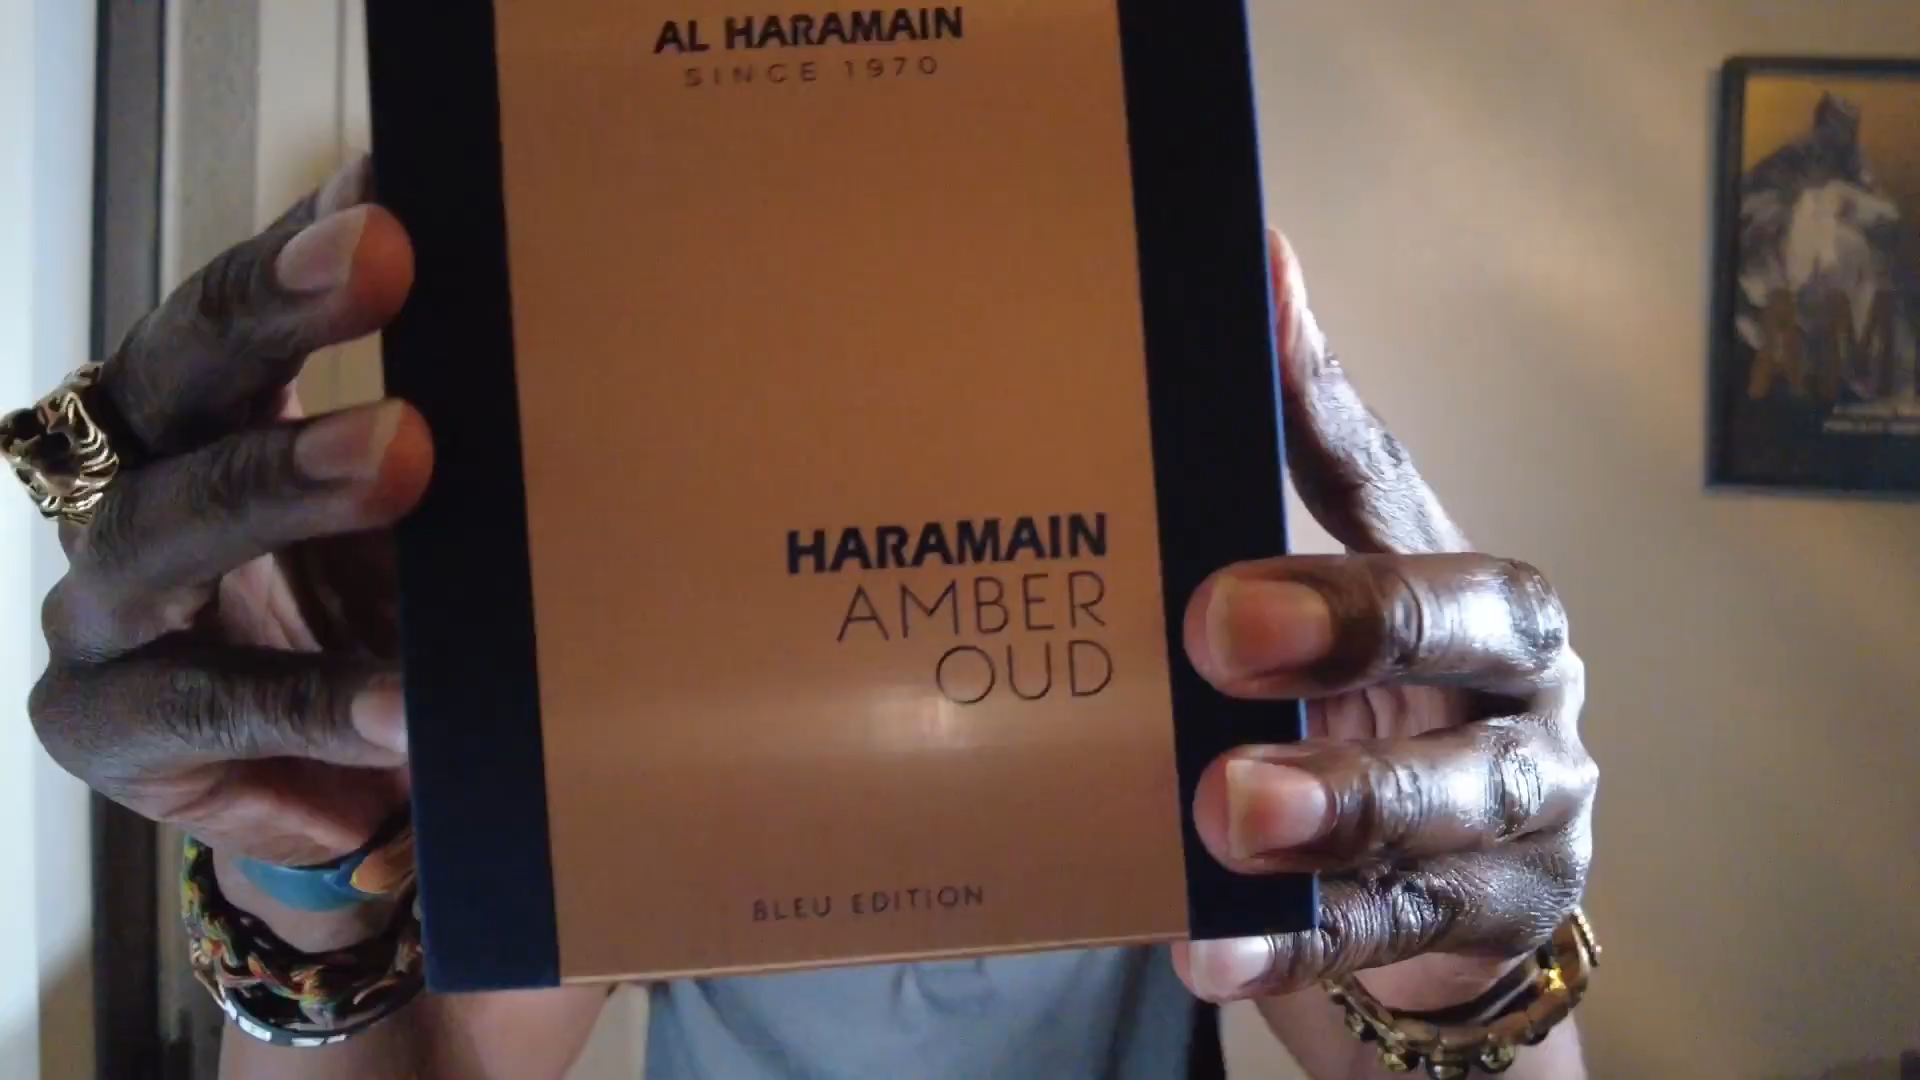 AL HARAMAIN
SINCE 1970
HARAMAIN
AMBER
OUD
BLEU EDITION